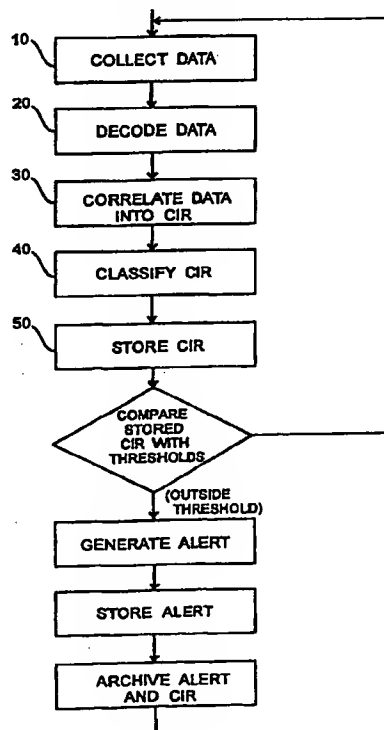 10
COLLECT DATA
20
DECODE DATA
30
CORRELATE DATA
INTO CIR
40
CLASSIFY CIR
50
STORE CIR
COMPARE
STORED
CIR WITH
THRESHOLDS
(OUTSIDE
THRESHOLD)
GENERATE ALERT
STORE ALERT
ARCHIVE ALERT
AND CIR